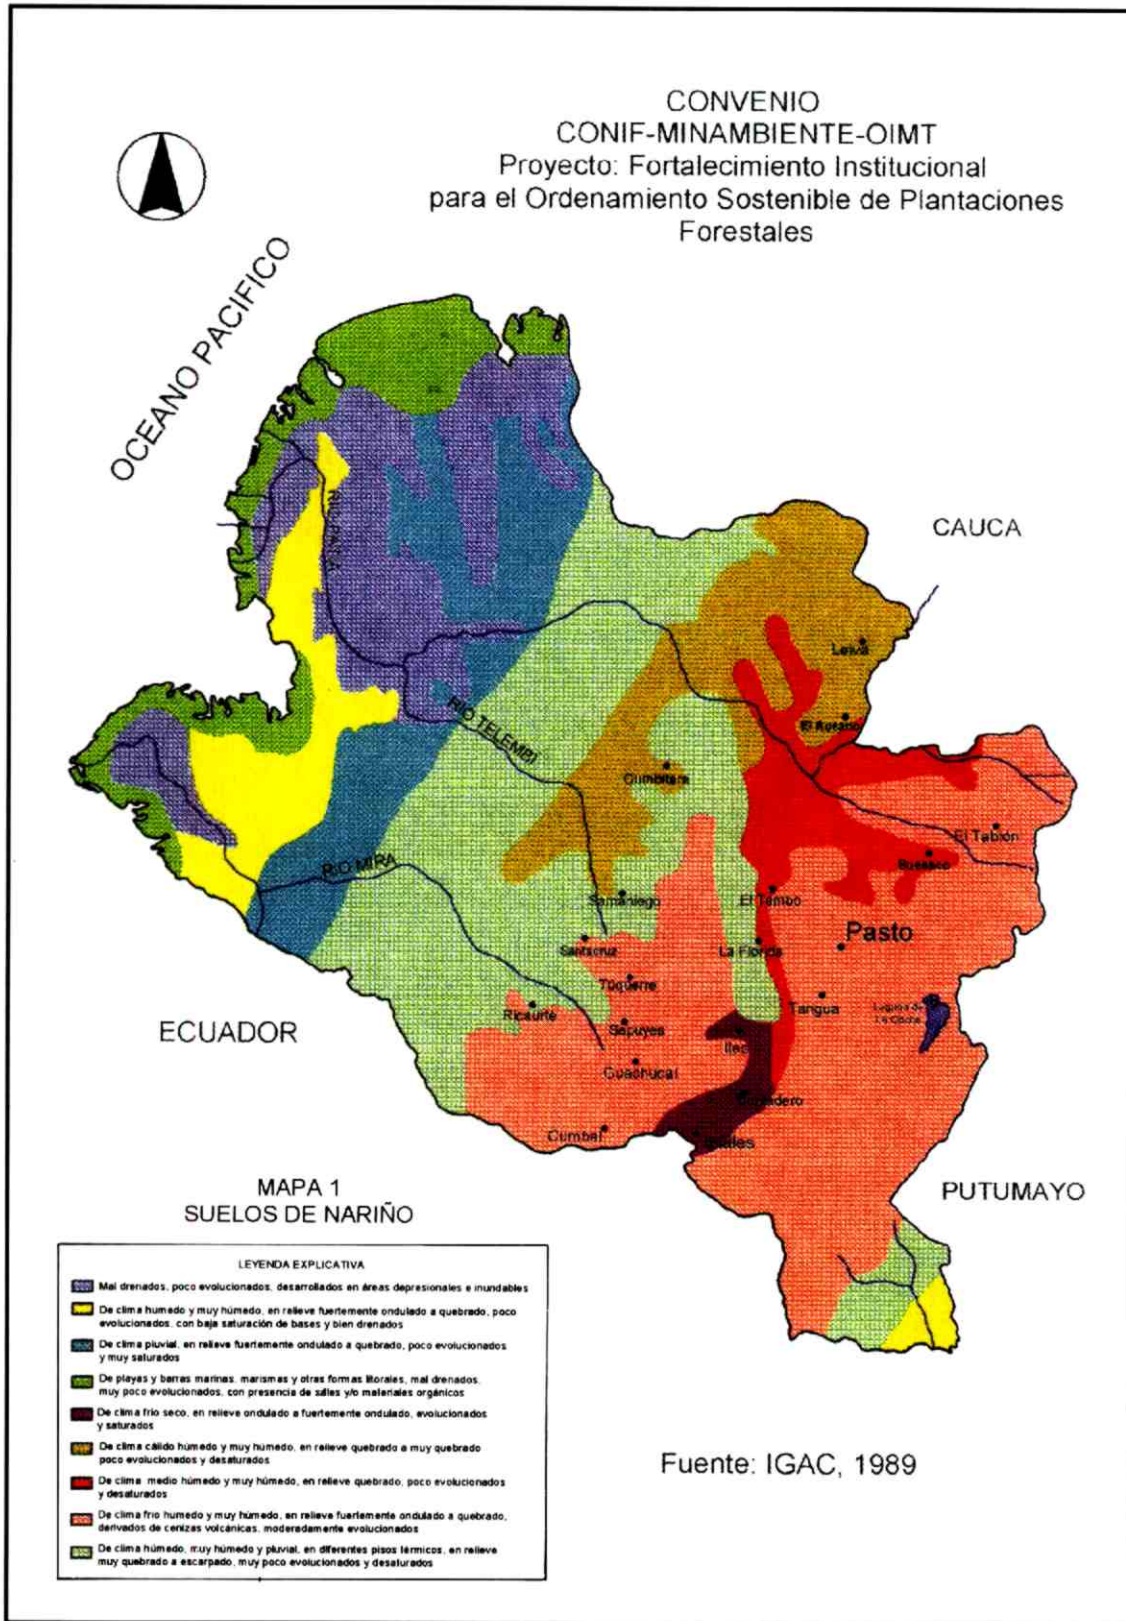 CONVENIO
CONIF-MINAMBIENTE-OIMT
Proyecto: Fortalecimiento Institucional
para el Ordenamiento Sostenible de Plantaciones
Forestales
OCEANO PACIFICO
CAUCA
RIO PATIA
Leiva
El Rosario
RIO TELEMBI
Cumbitara
El Tablón
Buesaco
RIO MIRA
Samaniego
El Tambo
Pasto
Santacruz
La Florida
Túquerre
Tangua
Laguna de
La Cocha
Ricaurte
Sapuyes
Iles
ECUADOR
Guachucal
Cumbal
PUTUMAYO
MAPA 1
SUELOS DE NARIÑO
LEYENDA EXPLICATIVA
Mal drenados, poco evolucionados, desarrollados en áreas depresionales e inundables
De clima humedo y muy húmedo, en relieve fuertemente ondulado a quebrado, poco
evolucionados, con baja saturación de bases y bien drenados
De clima pluvial, en relieve fuertemente ondulado a quebrado, poco evolucionados
y muy saturados
De playas y barras marinas, marismas y otras formas litorales, mal drenados,
muy poco evolucionados, con presencia de salles y/o materiales orgánicos
De clima frio seco, en relieve ondulado a fuertemente ondulado, evolucionados
y saturados
De clima cálido húmedo y muy húmedo, en relieve quebrado a muy quebrado
poco evolucionados y desaturados
De clima medio húmedo y muy húmedo, en relieve quebrado, poco evolucionados
y desaturados
De clima frio humedo y muy húmedo, en relieve fuertemente ondulado a quebrado,
derivados de cenizas volcánicas, moderadamente evolucionados
De clima húmedo, muy húmedo y pluvial, en diferentes pisos térmicos, en relieve
muy quebrado a escarpado, muy poco evolucionados y desaturados
Fuente: IGAC, 1989